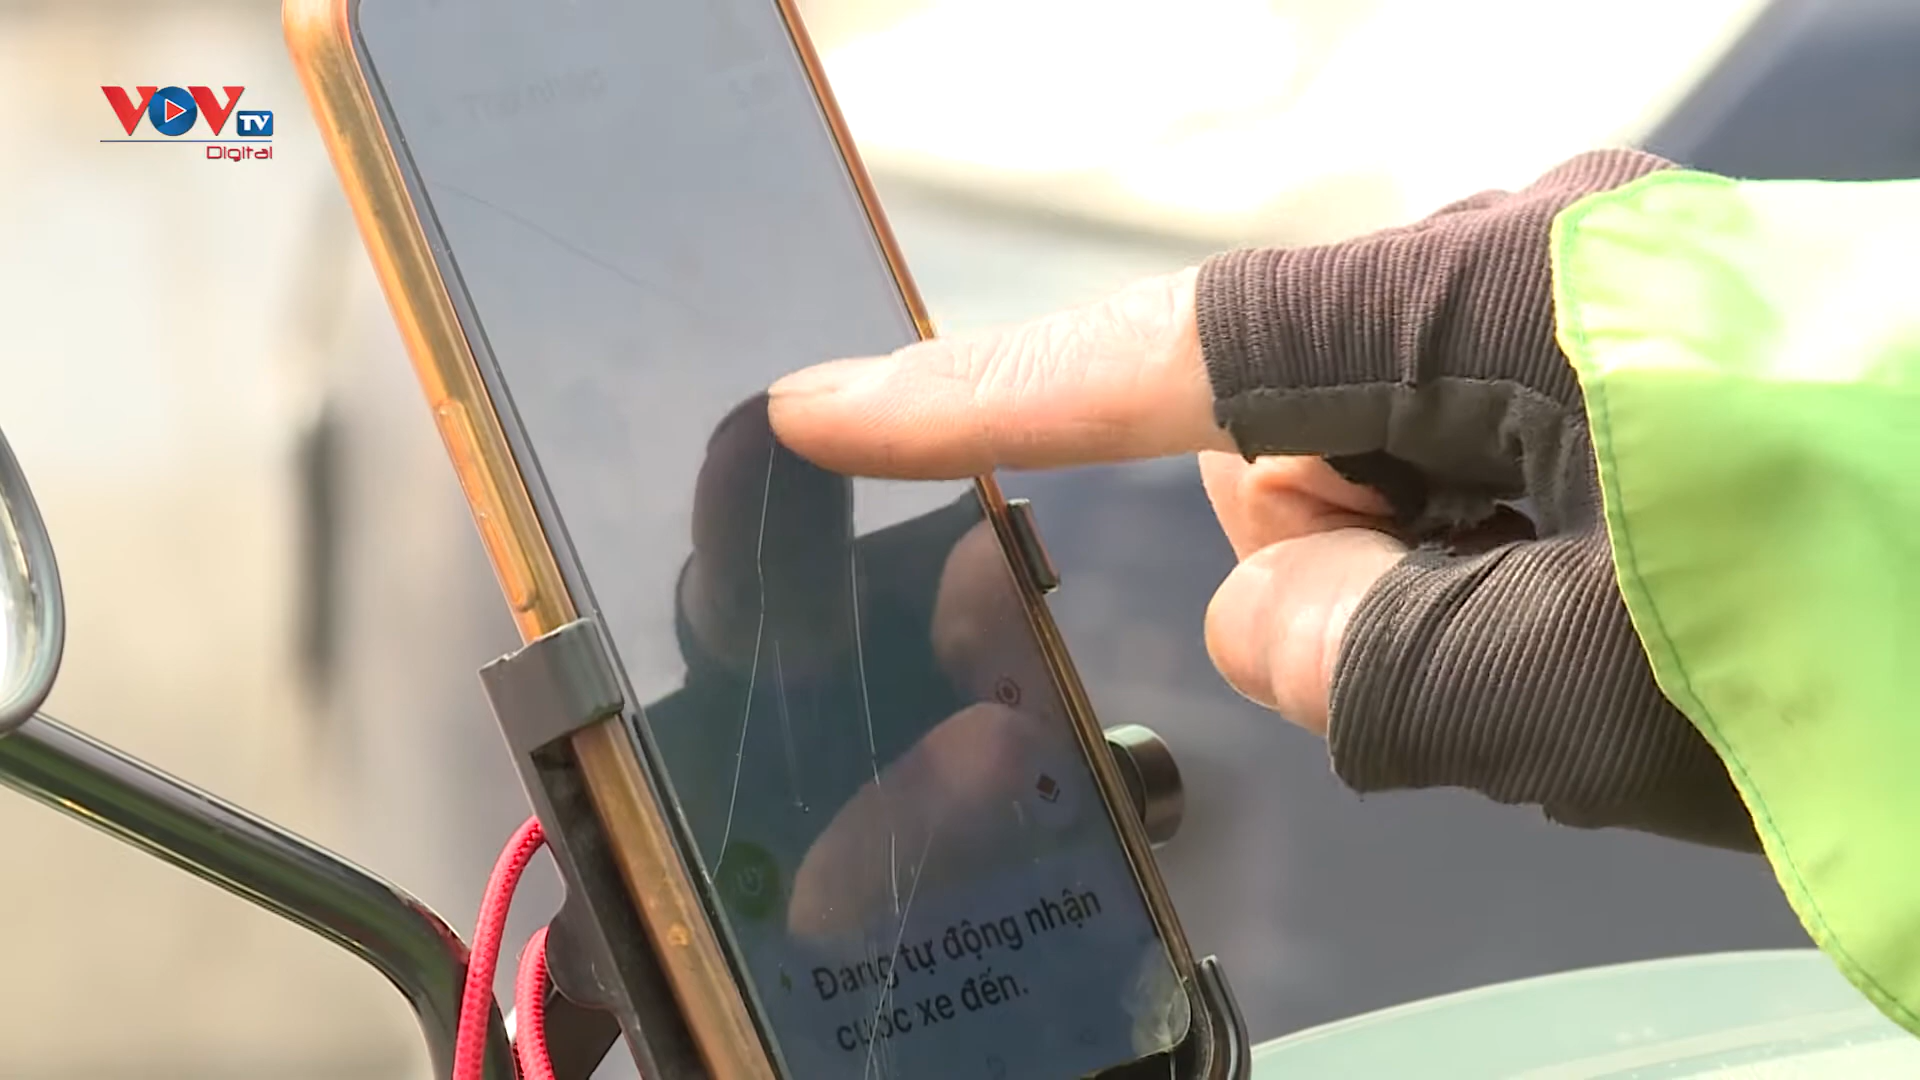 VOV TV
Digital
Đang tự động nhận
cuốc xe đến.